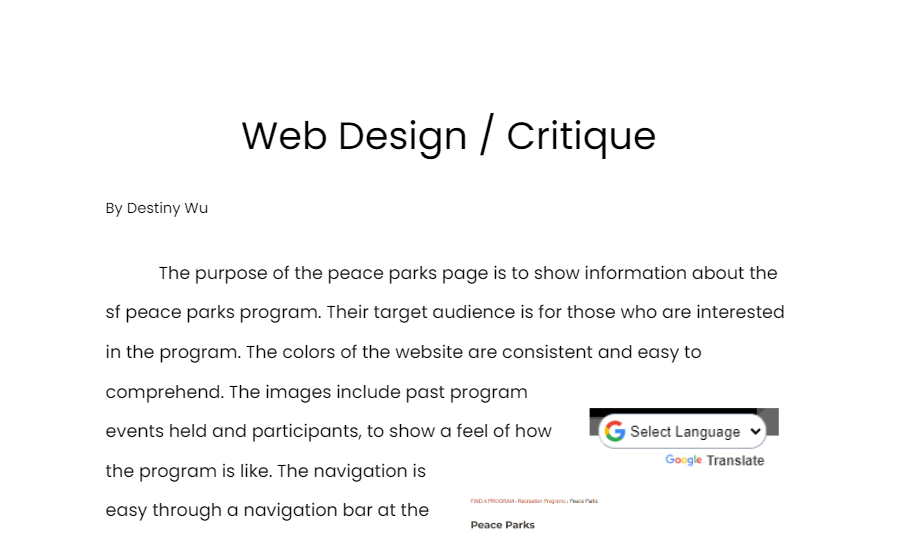 Web Design / Critique
By Destiny Wu
The purpose of the peace parks page is to show information about the
sf peace parks program. Their target audience is for those who are interested
in the program. The colors of the website are consistent and easy to
comprehend. The images include past program
events held and participants, to show a feel of how
Select Language
Google Translate
the program is like. The navigation is
easy through a navigation bar at the
FIND A PROGRAM › Recreation Programs › Peace Parks
Peace Parks